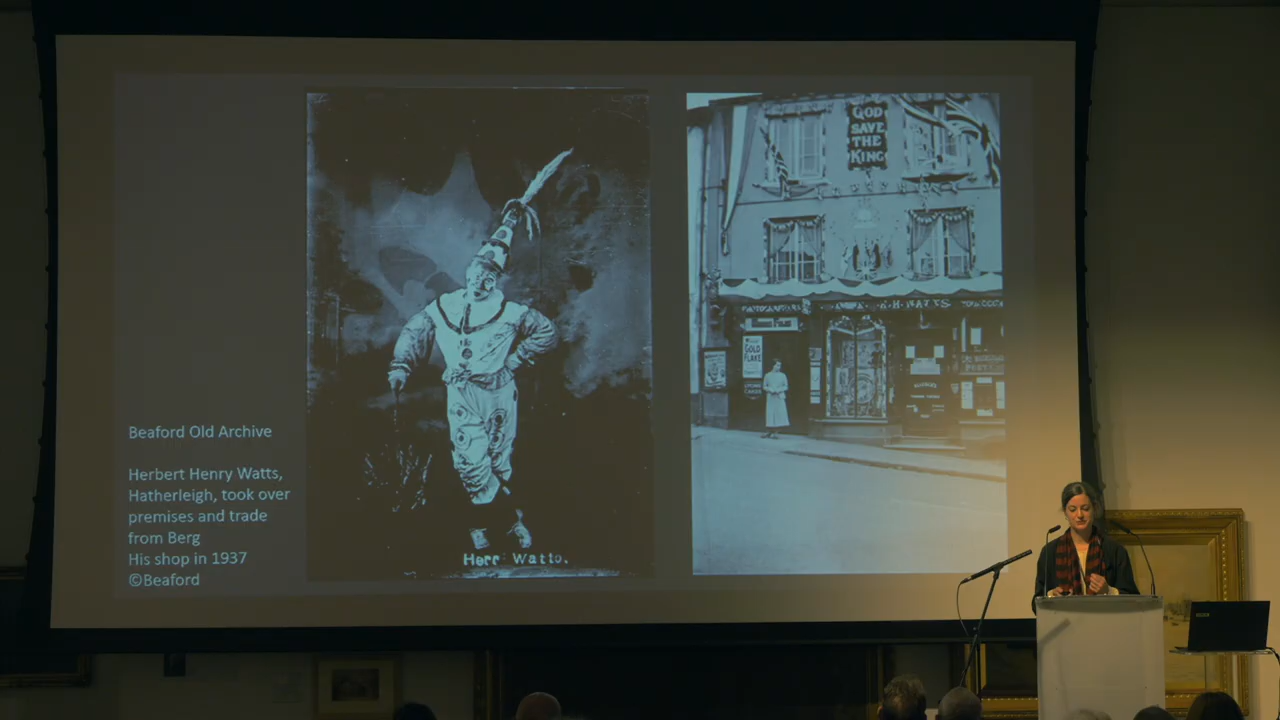 Beaford Old Archive
Herbert Henry Watts,
Hatherleigh, took over
premises and trade
from Berg
His shop in 1937
©Beaford
Herr Watto.
GOD
SAVE
THE
KING
H. WATTS
GOLD
FLAKE